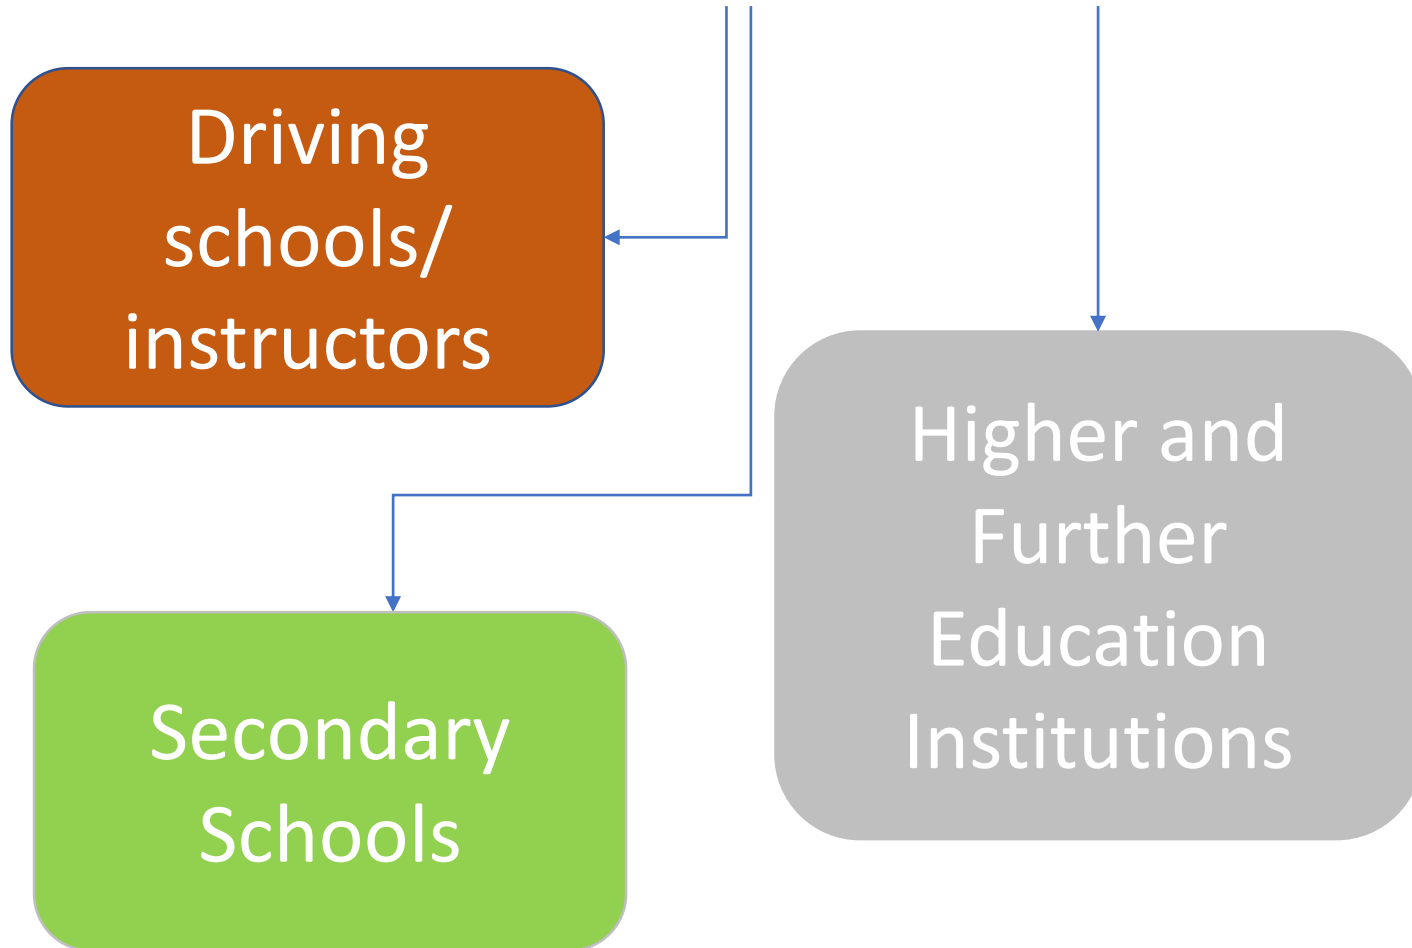 Driving
schools/
instructors
Higher and
Further
Education
Institutions
Secondary
Schools